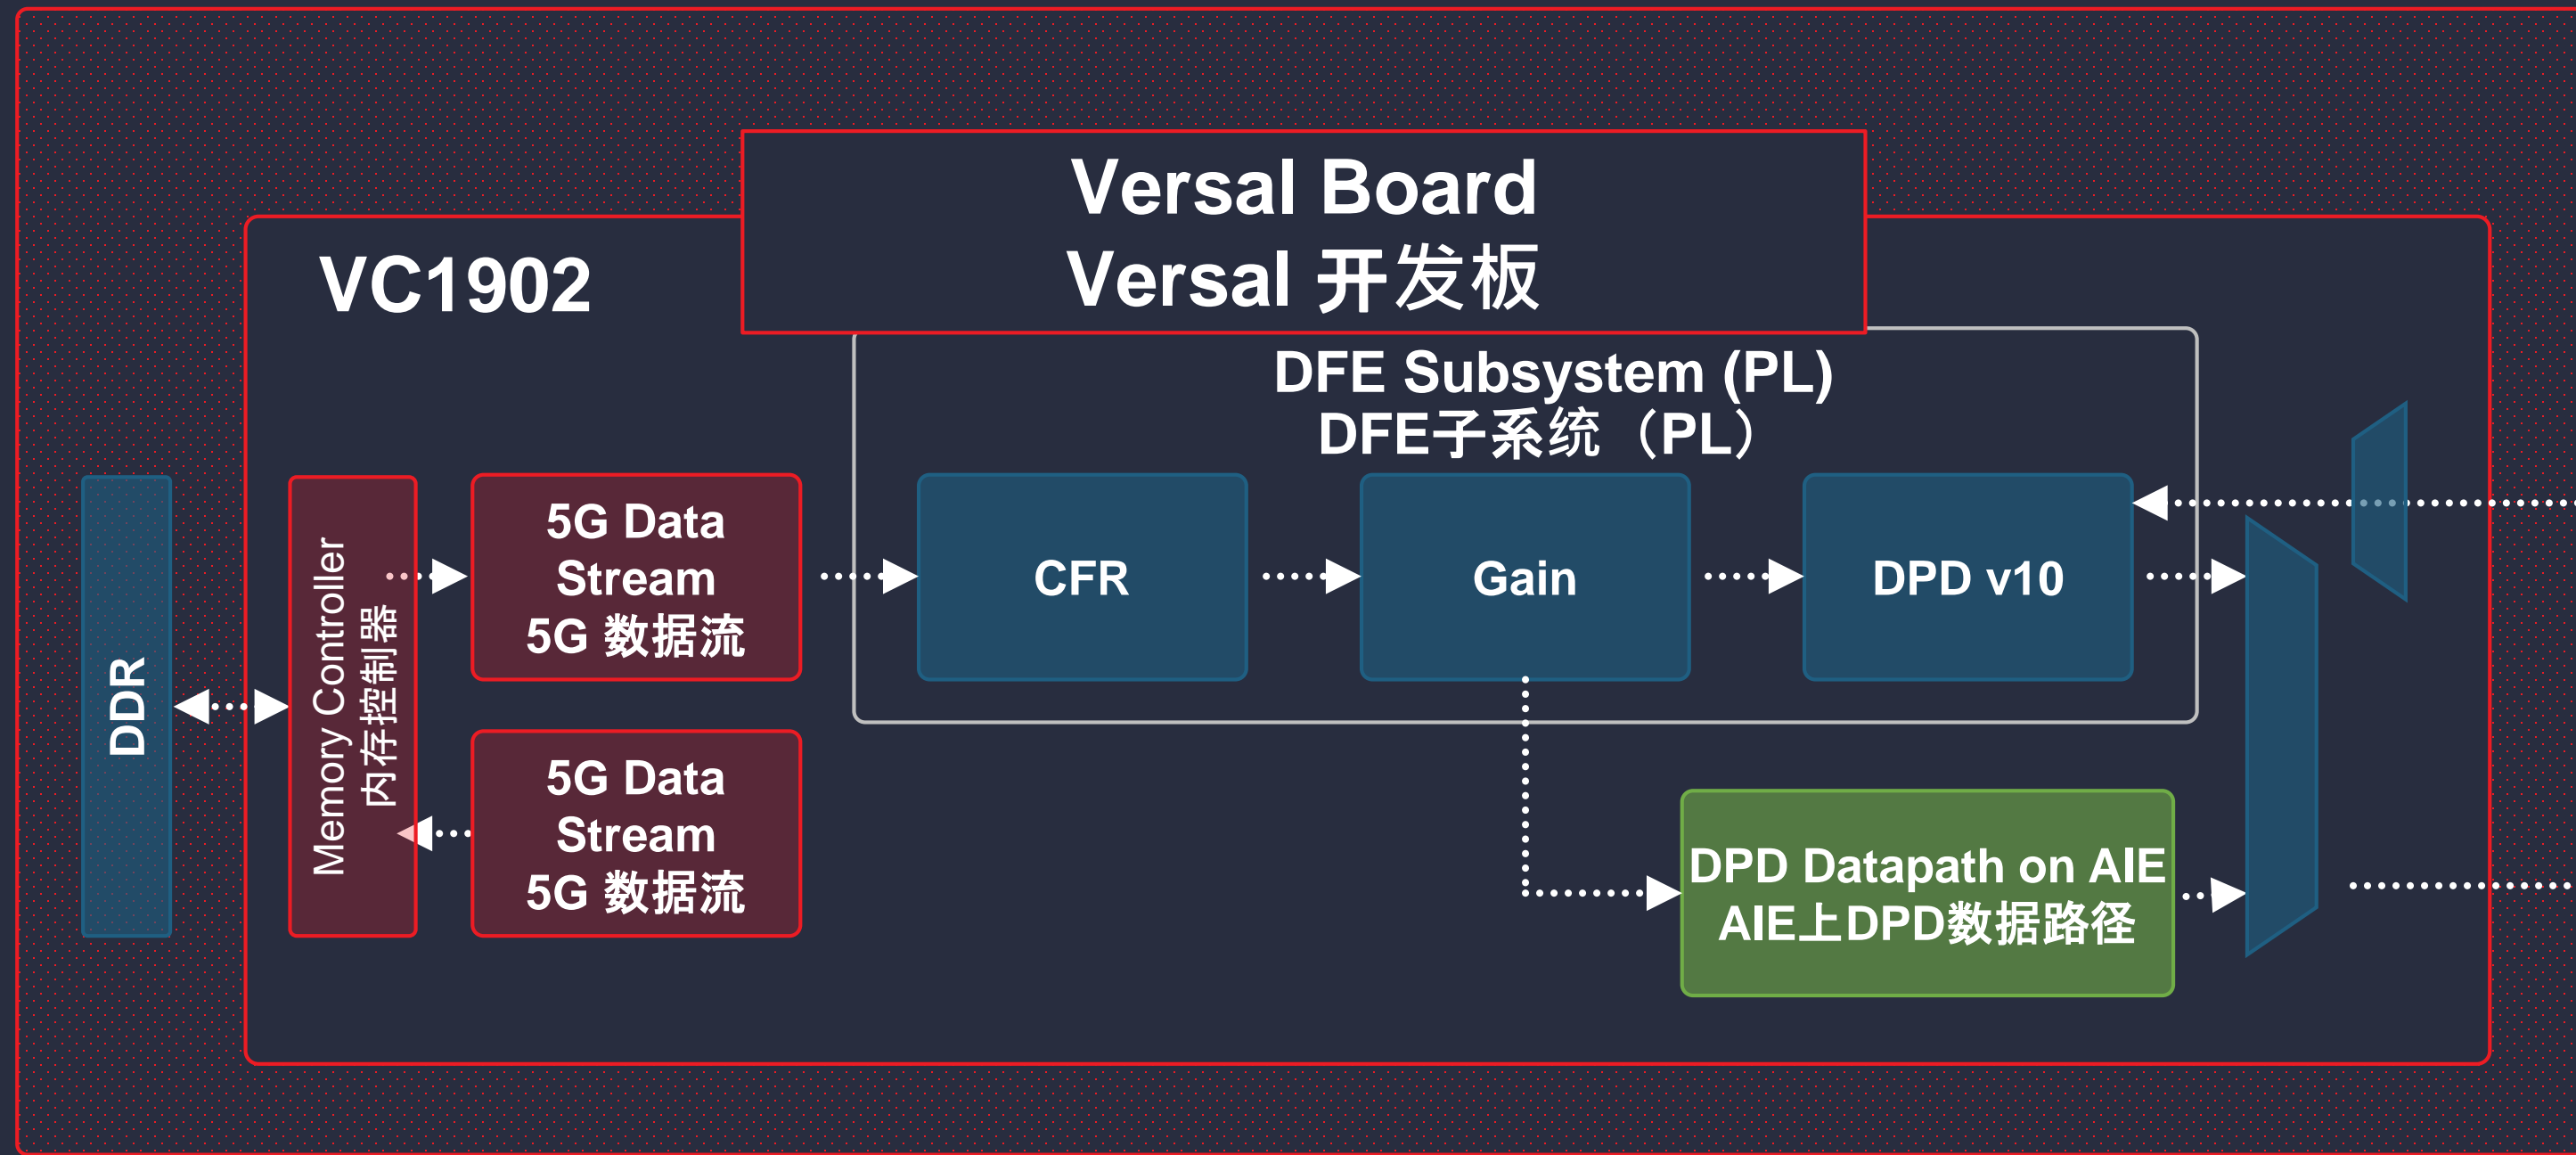 Versal Board
Versal 开发板
VC1902
DFE Subsystem (PL)
DFE子系统（PL）
DDR
Memory Controller
内存控制器
5G Data
Stream
5G 数据流
CFR
Gain
DPD v10
5G Data
Stream
5G 数据流
DPD Datapath on AIE
AIE上DPD数据路径